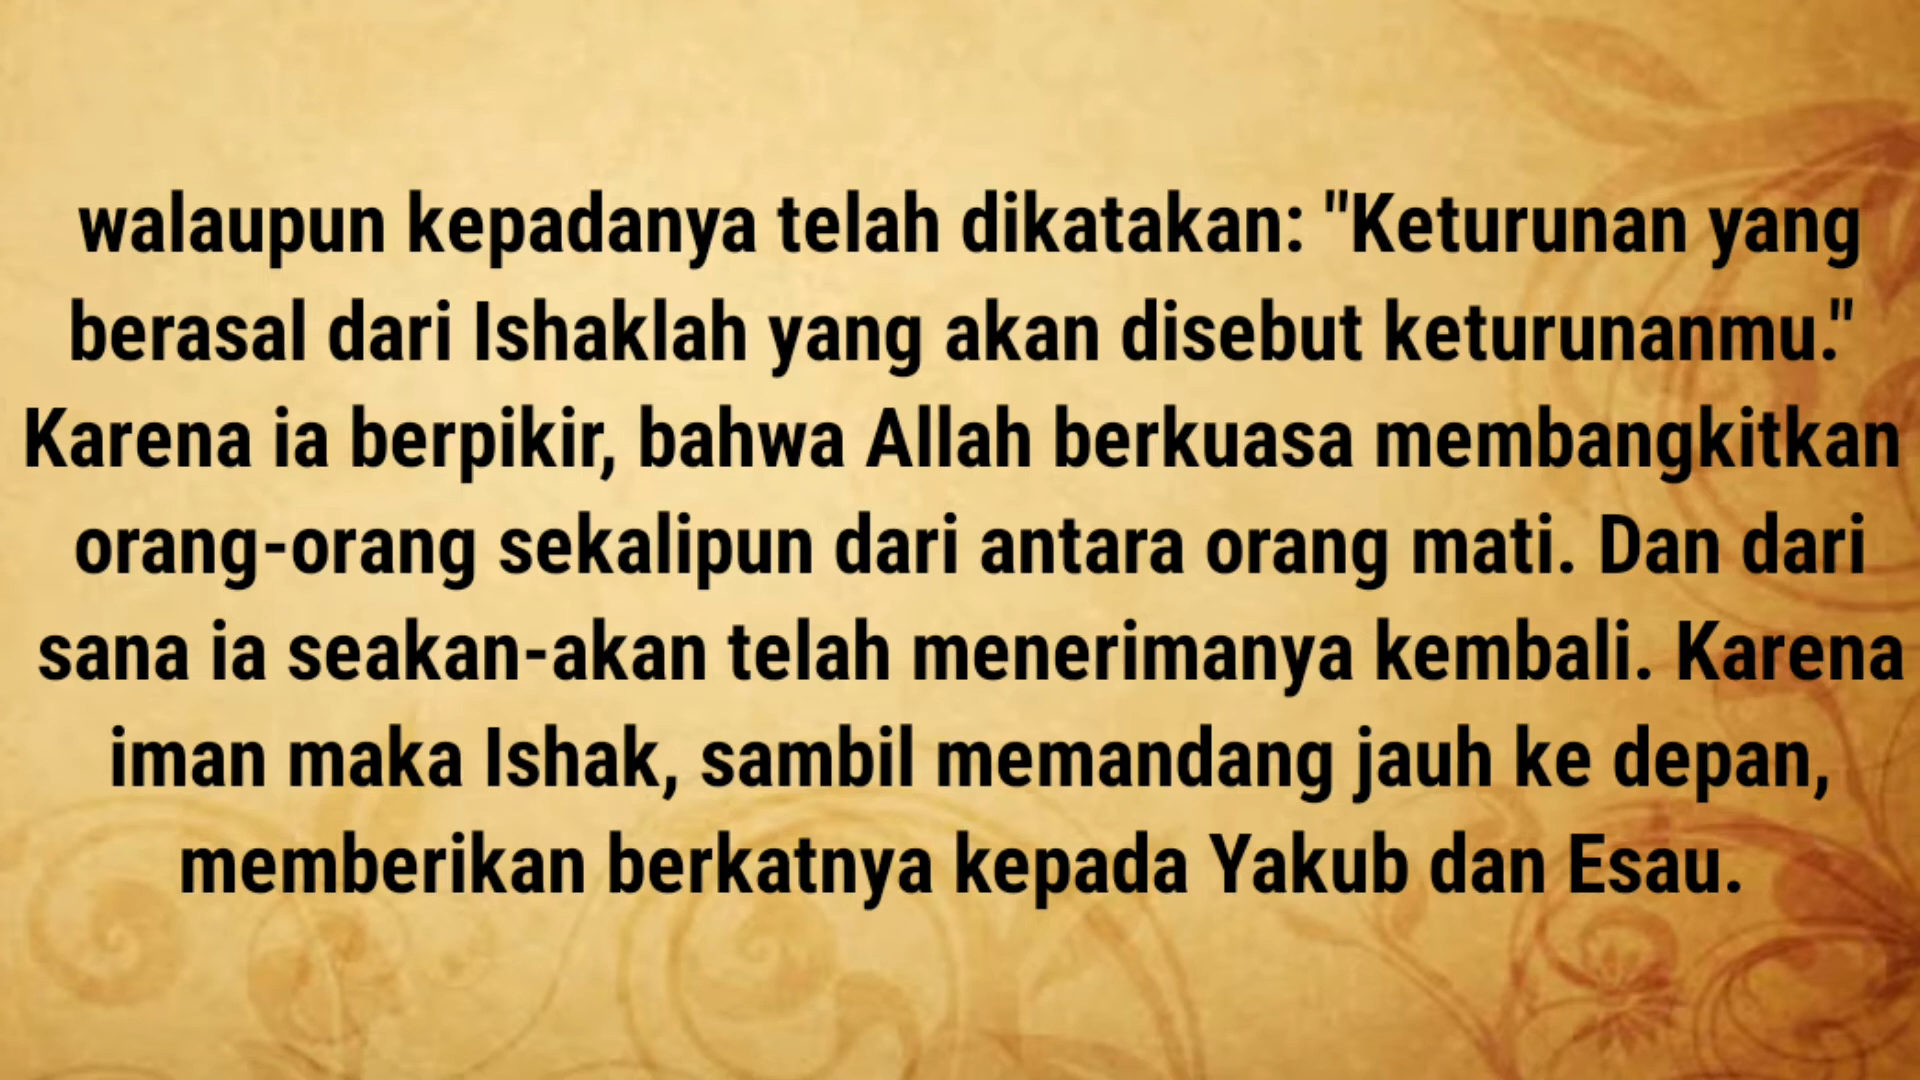 walaupun kepadanya telah dikatakan: "Keturunan yang
berasal dari Ishaklah yang akan disebut keturunanmu."
Karena ia berpikir, bahwa Allah berkuasa membangkitkan
orang-orang sekalipun dari antara orang mati. Dan dari
sana ia seakan-akan telah menerimanya kembali. Karena
iman maka Ishak, sambil memandang jauh ke depan,
memberikan berkatnya kepada Yakub dan Esau.